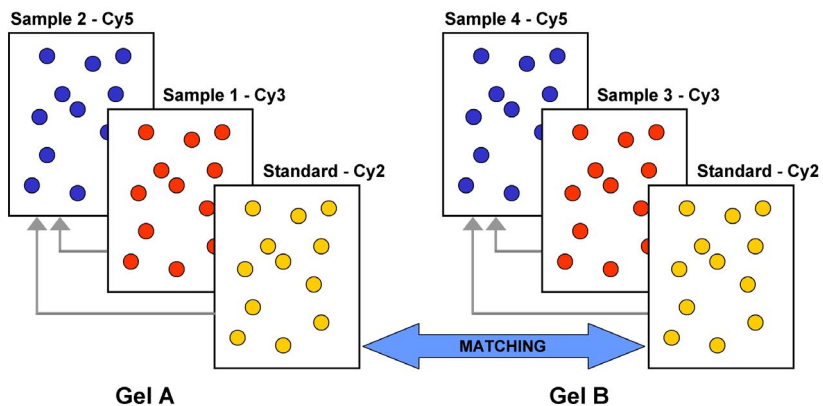 Sample 2 - Cy5
Sample 1 - Cy3
Standard - Cy2
Sample 4 - Cy5
Sample 3 - Cy3
Standard - Cy2
MATCHING
Gel A
Gel B